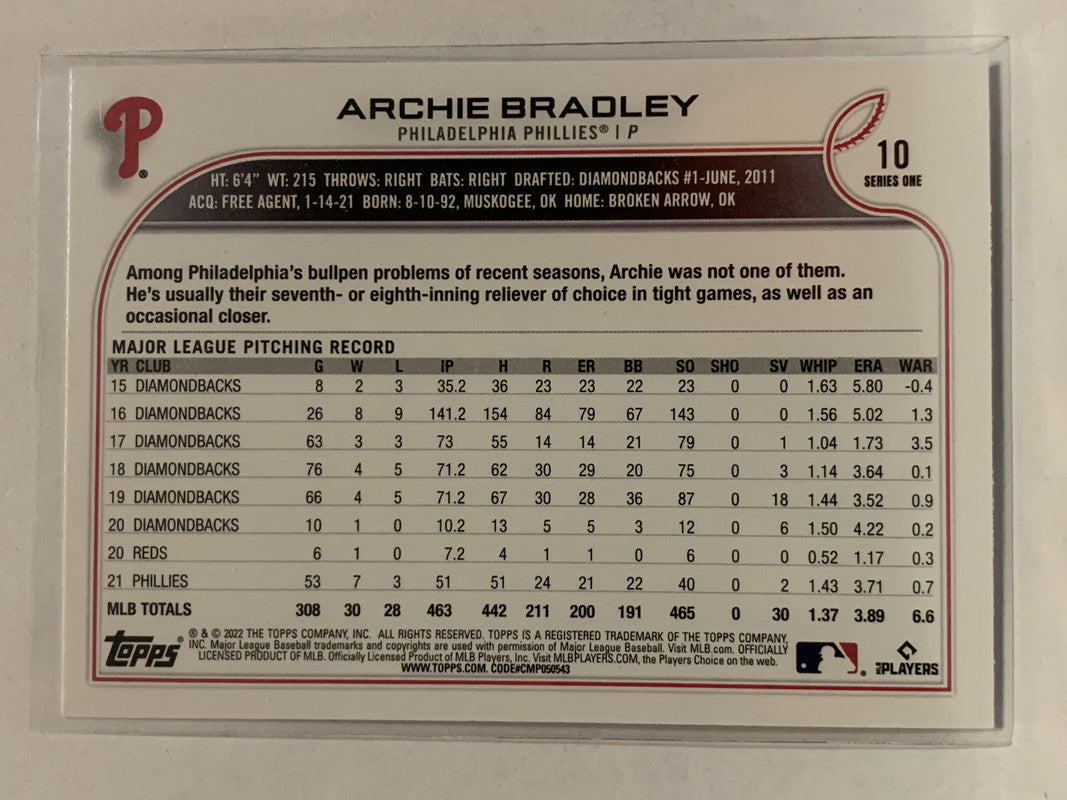 P®
ARCHIE BRADLEY
PHILADELPHIA PHILLIES® | P
10
SERIES ONE
HT: 6'4" WT: 215 THROWS: RIGHT BATS: RIGHT DRAFTED: DIAMONDBACKS #1-JUNE, 2011
ACQ: FREE AGENT, 1-14-21 BORN: 8-10-92, MUSKOGEE, OK HOME: BROKEN ARROW, OK
Among Philadelphia's bullpen problems of recent seasons, Archie was not one of them.
He's usually their seventh- or eighth-inning reliever of choice in tight games, as well as an
occasional closer.
MAJOR LEAGUE PITCHING RECORD
YR CLUB G W L IP H R ER BB SO SHO SV WHIP ERA WAR
15 DIAMONDBACKS 8 2 3 35.2 36 23 23 22 23 0 0 1.63 5.80 -0.4
16 DIAMONDBACKS 26 8 9 141.2 154 84 79 67 143 0 0 1.56 5.02 1.3
17 DIAMONDBACKS 63 3 3 73 55 14 14 21 79 0 1 1.04 1.73 3.5
18 DIAMONDBACKS 76 4 5 71.2 62 30 29 20 75 0 3 1.14 3.64 0.1
19 DIAMONDBACKS 66 4 5 71.2 67 30 28 36 87 0 18 1.44 3.52 0.9
20 DIAMONDBACKS 10 1 0 10.2 13 5 5 3 12 0 6 1.50 4.22 0.2
20 REDS 6 1 0 7.2 4 1 1 0 6 0 0 0.52 1.17 0.3
21 PHILLIES 53 7 3 51 51 24 21 22 40 0 2 1.43 3.71 0.7
MLB TOTALS 308 30 28 463 442 211 200 191 465 0 30 1.37 3.89 6.6
Topps®
® & © 2022 THE TOPPS COMPANY, INC. ALL RIGHTS RESERVED. TOPPS IS A REGISTERED TRADEMARK OF THE TOPPS COMPANY,
INC. Major League Baseball trademarks and copyrights are used with permission of Major League Baseball. Visit MLB.com. OFFICIALLY
LICENSED PRODUCT OF MLB. Officially Licensed Product of MLB Players, Inc. Visit MLBPLAYERS.COM, the Players Choice on the web.
WWW.TOPPS.COM. CODE#CMP050543
MLB PLAYERS